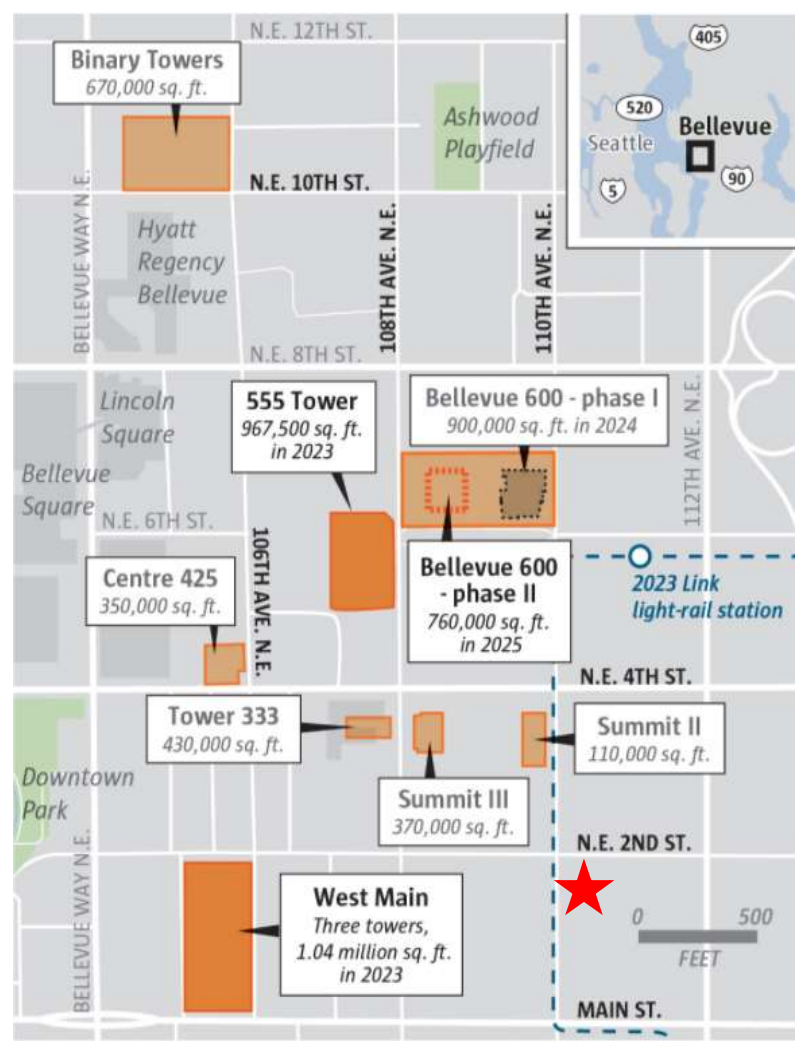 N.E. 12TH ST.
405
Binary Towers
670,000 sq. ft.
Ashwood
Playfield
520
Seattle
Bellevue
5
90
N.E. 10TH ST.
BELLEVUE WAY N.E.
Hyatt
Regency
Bellevue
108TH AVE. N.E.
110TH AVE. N.E.
N.E. 8TH ST.
Lincoln
Square
555 Tower
967,500 sq. ft.
in 2023
Bellevue 600 - phase I
900,000 sq. ft. in 2024
112TH AVE. N.E.
Bellevue
Square
N.E. 6TH ST.
106TH AVE. N.E.
Centre 425
350,000 sq. ft.
Bellevue 600
- phase II
760,000 sq. ft.
in 2025
2023 Link
light-rail station
N.E. 4TH ST.
Tower 333
430,000 sq. ft.
Summit II
110,000 sq. ft.
Downtown
Park
Summit III
370,000 sq. ft.
N.E. 2ND ST.
BELLEVUE WAY N.E.
West Main
Three towers,
1.04 million sq. ft.
in 2023
0 500
FEET
MAIN ST.